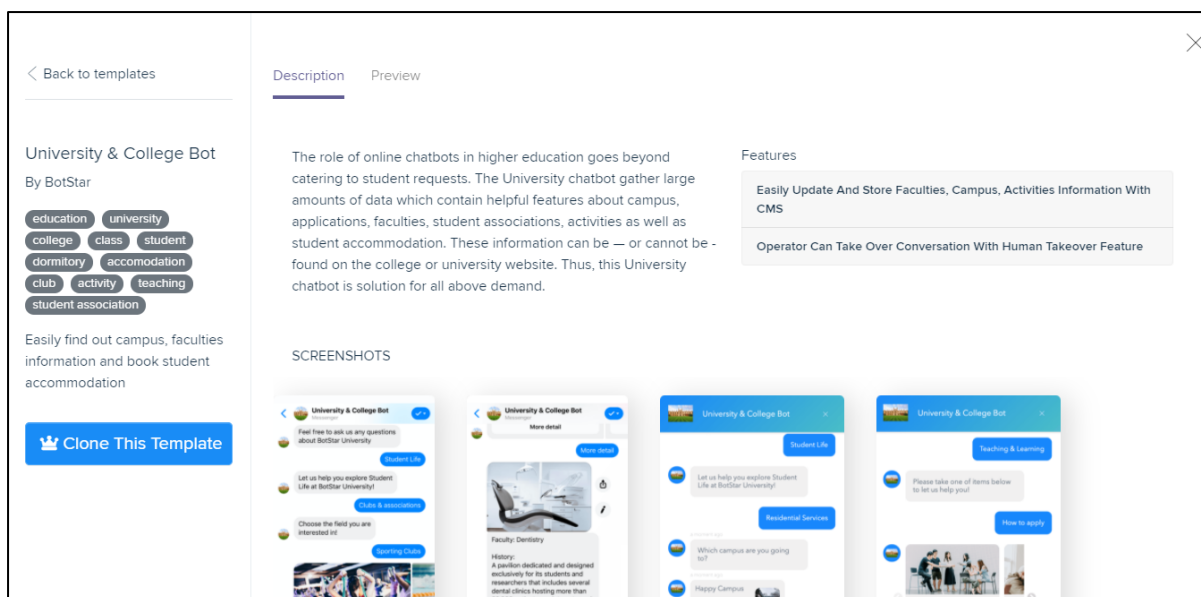 Back to templates
University & College Bot
By BotStar
education university
college class student
dormitory accomodation
club activity teaching
student association
Easily find out campus, faculties
information and book student
accommodation
Clone This Template
Description Preview
The role of online chatbots in higher education goes beyond
catering to student requests. The University chatbot gather large
amounts of data which contain helpful features about campus,
applications, faculties, student associations, activities as well as
student accommodation. These information can be — or cannot be -
found on the college or university website. Thus, this University
chatbot is solution for all above demand.
Features
Easily Update And Store Faculties, Campus, Activities Information With
CMS
Operator Can Take Over Conversation With Human Takeover Feature
SCREENSHOTS
University & College Bot
Messenger
Feel free to ask us any questions
about BotStar University
Student Life
Let us help you explore Student
Life at BotStar University!
Clubs & associations
Choose the field you are
interested in!
Sporting Clubs
University & College Bot
Messenger
More detail
More detail
Faculty: Dentistry
History:
A pavilion dedicated and designed
exclusively for its students and
researchers that includes several
dental clinics hosting more than
University & College Bot
Student Life
Let us help you explore Student
Life at BotStar University!
Residential Services
Which campus are you going
to?
Happy Campus
University & College Bot
Teaching & Learning
Please take one of items below
to let us help you!
How to apply